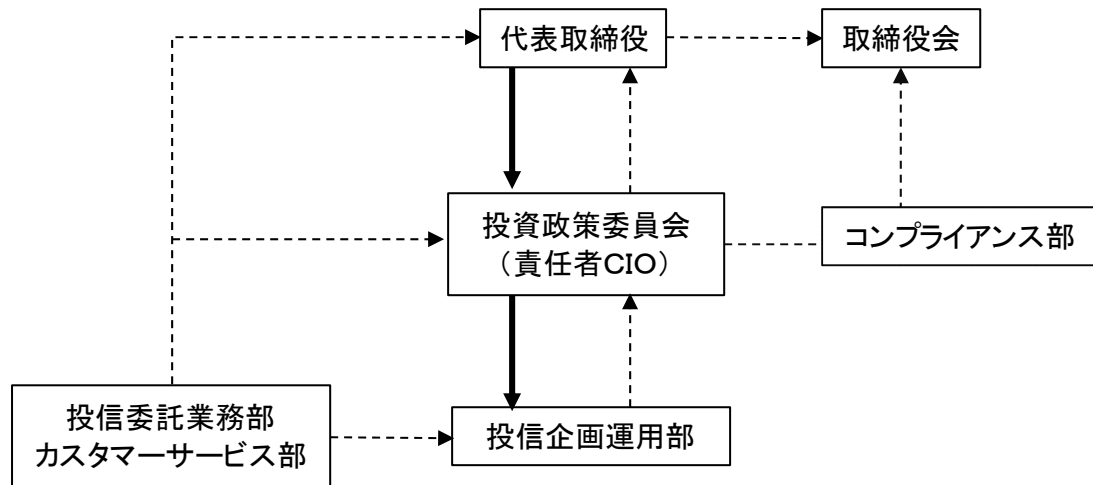 代表取締役
取締役会
投資政策委員会
（責任者CIO）
コンプライアンス部
投信委託業務部
カスタマーサービス部
投信企画運用部